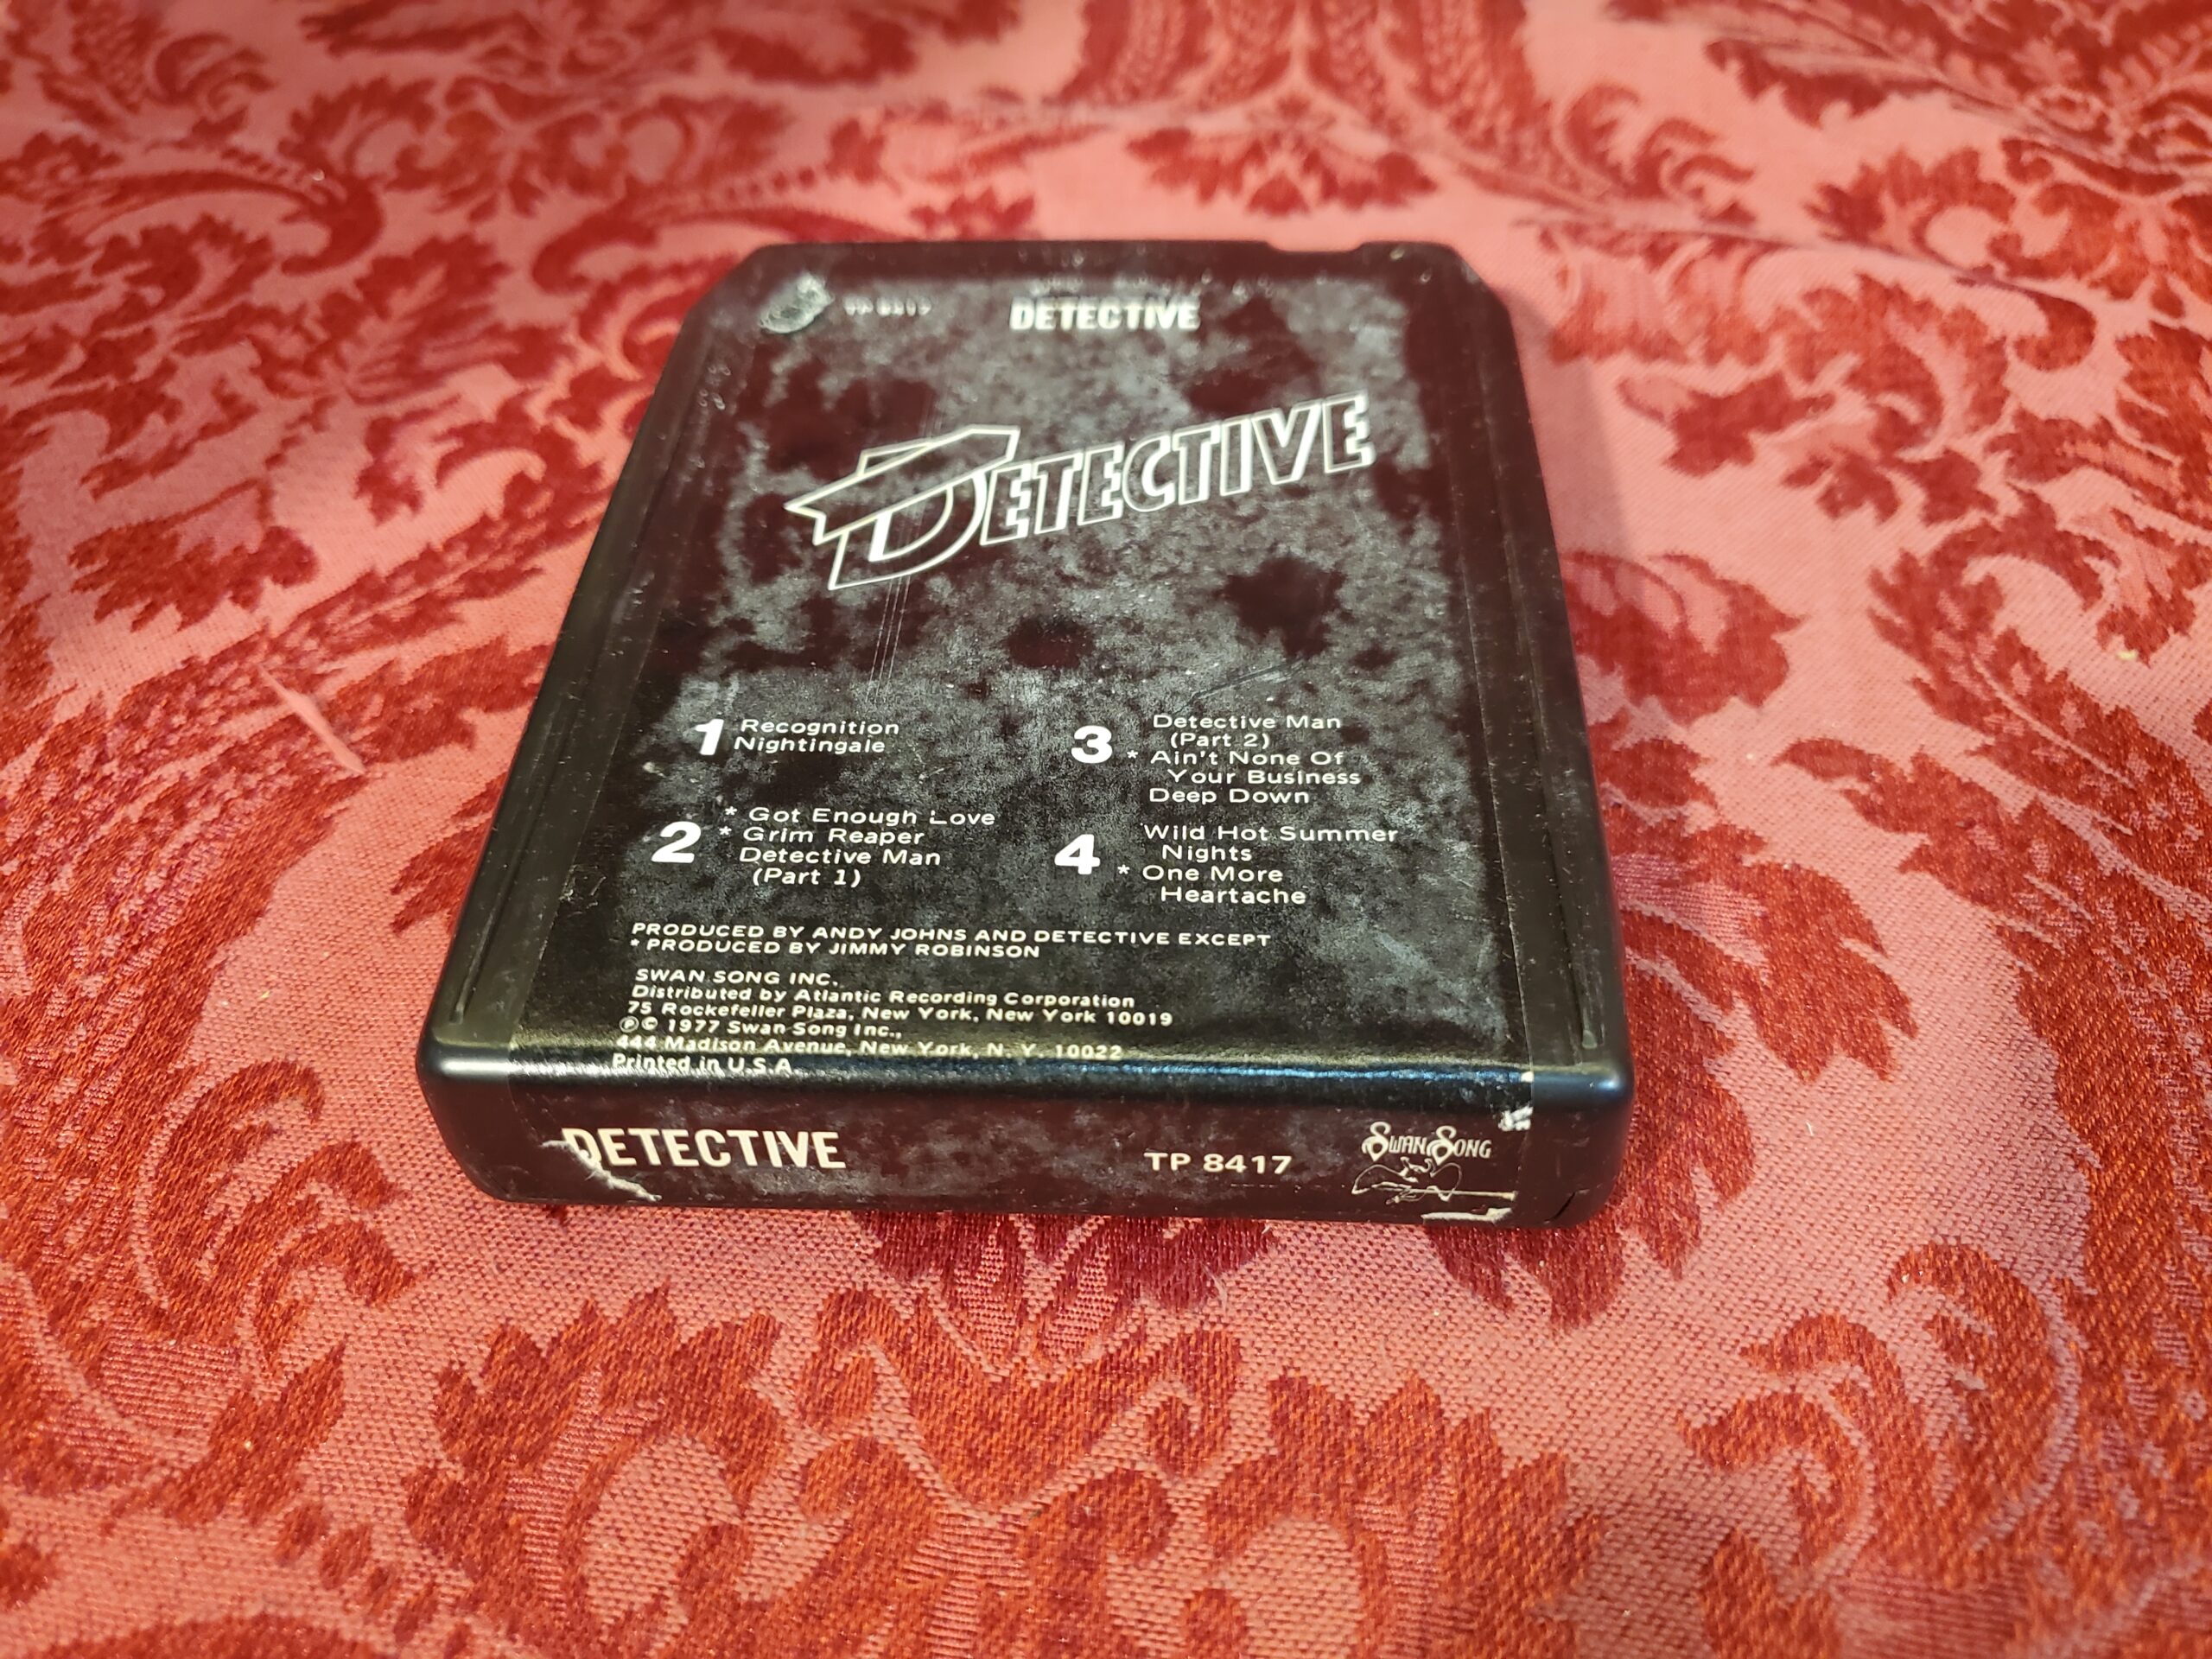 TP 8417
DETECTIVE
DETECTIVE
1 Recognition
Nightingale
2 * Got Enough Love
* Grim Reaper
Detective Man
(Part 1)
3 Detective Man
(Part 2)
* Ain't None Of
Your Business
Deep Down
4 Wild Hot Summer
Nights
* One More
Heartache
PRODUCED BY ANDY JOHNS AND DETECTIVE EXCEPT
* PRODUCED BY JIMMY ROBINSON
SWAN SONG INC.
Distributed by Atlantic Recording Corporation
75 Rockefeller Plaza, New York, New York 10019
℗ © 1977 Swan Song Inc.,
444 Madison Avenue, New York, N. Y. 10022
Printed in U.S.A.
DETECTIVE TP 8417 SWAN SONG